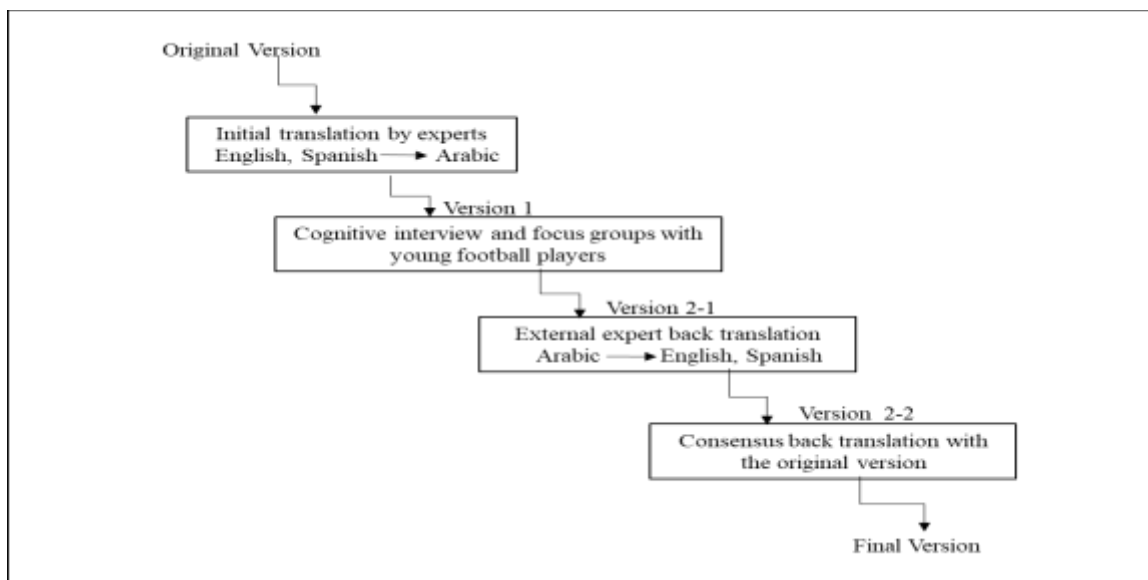 Original Version
Initial translation by experts
English, Spanish Arabic
Version 1
Cognitive interview and focus groups with
young football players
Version 2-1
External expert back translation
Arabic English, Spanish
Version 2-2
Consensus back translation with
the original version
Final Version